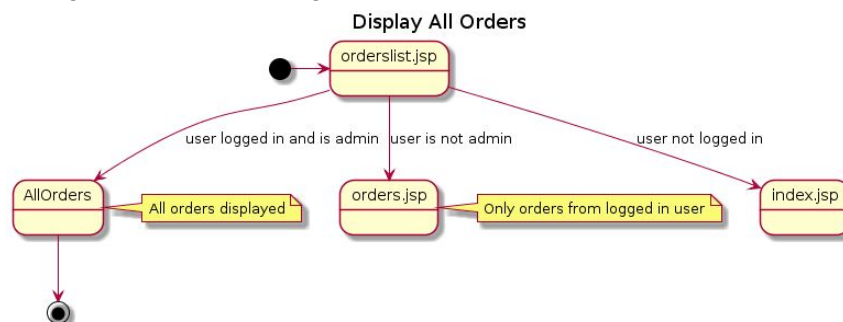 Display All Orders
orderslist.jsp
user logged in and is admin
user is not admin
user not logged in
AllOrders
All orders displayed
orders.jsp
Only orders from logged in user
index.jsp